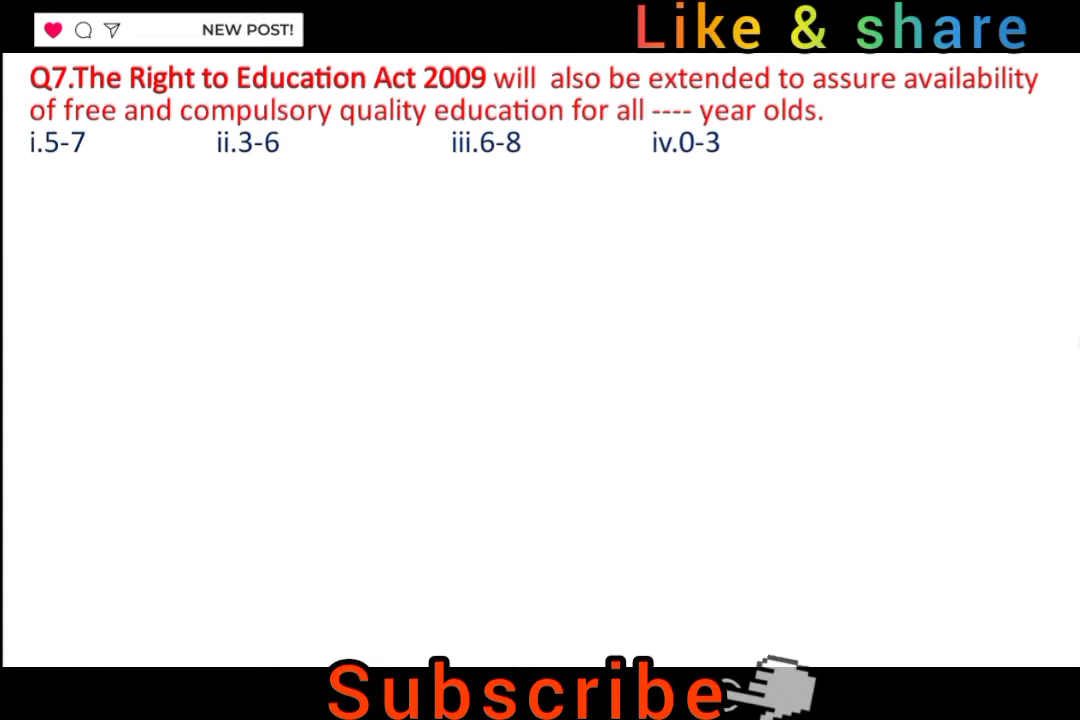 NEW POST!
Like & share
Q7.The Right to Education Act 2009 will also be extended to assure availability
of free and compulsory quality education for all ---- year olds.
i.5-7 ii.3-6 iii.6-8 iv.0-3
Subscribe